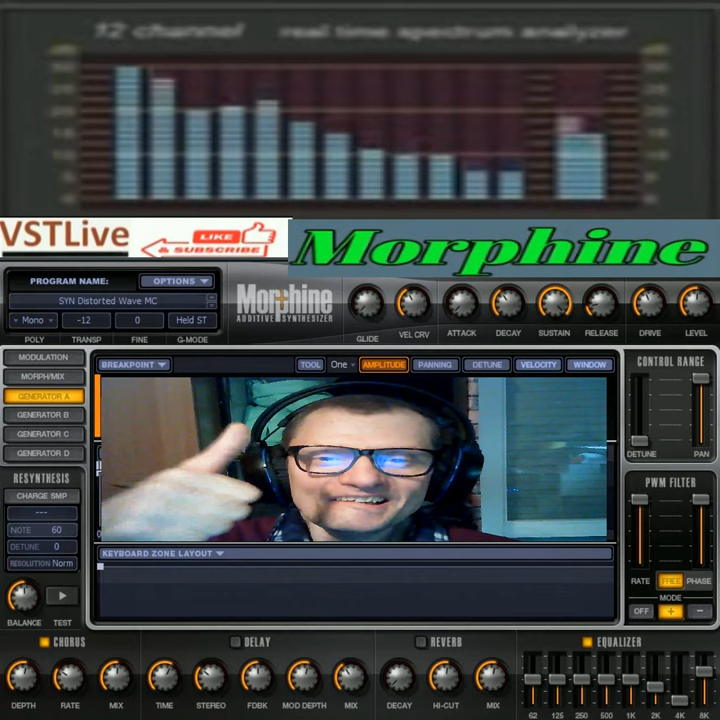 12 channel real time spectrum analyzer
VSTLive
LIKE
& SUBSCRIBE
Morphine
PROGRAM NAME: OPTIONS
SYN Distorted Wave MC
Mono -12 0 Held ST
POLY TRANSP FINE G-MODE
Morphine
ADDITIVE SYNTHESIZER
GLIDE VEL CRV ATTACK DECAY SUSTAIN RELEASE DRIVE LEVEL
MODULATION
MORPH/MIX
GENERATOR A
GENERATOR B
GENERATOR C
GENERATOR D
BREAKPOINT TOOL One AMPLITUDE PANNING DETUNE VELOCITY WINDOW
CONTROL RANGE
DETUNE PAN
RESYNTHESIS
CHARGE SMP
---
NOTE 60
DETUNE 0
RESOLUTION Norm
BALANCE TEST
KEYBOARD ZONE LAYOUT
PWM FILTER
RATE FREE PHASE
MODE
OFF + -
CHORUS
DEPTH RATE MIX
DELAY
TIME STEREO FDBK MOD DEPTH MIX
REVERB
DECAY HI-CUT MIX
EQUALIZER
62 125 250 500 1K 2K 4K 8K